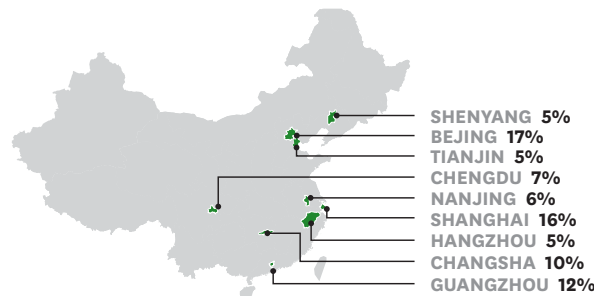 SHENYANG 5%
BEJING 17%
TIANJIN 5%
CHENGDU 7%
NANJING 6%
SHANGHAI 16%
HANGZHOU 5%
CHANGSHA 10%
GUANGZHOU 12%